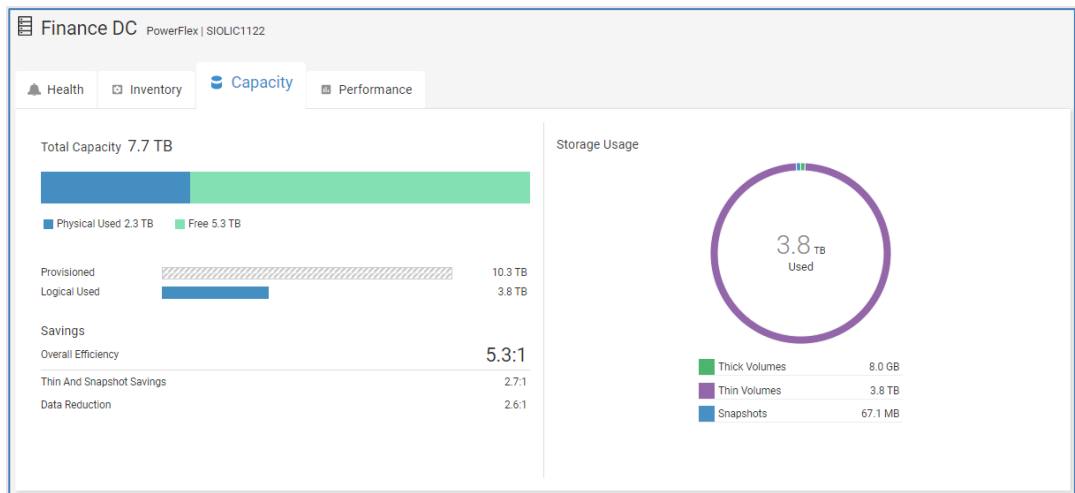 Finance DC PowerFlex | SIOLIC1122
Health Inventory Capacity Performance
Total Capacity 7.7 TB
Physical Used 2.3 TB Free 5.3 TB
Provisioned 10.3 TB
Logical Used 3.8 TB
Savings
Overall Efficiency 5.3:1
Thin And Snapshot Savings 2.7:1
Data Reduction 2.6:1
Storage Usage
3.8 TB
Used
Thick Volumes 8.0 GB
Thin Volumes 3.8 TB
Snapshots 67.1 MB